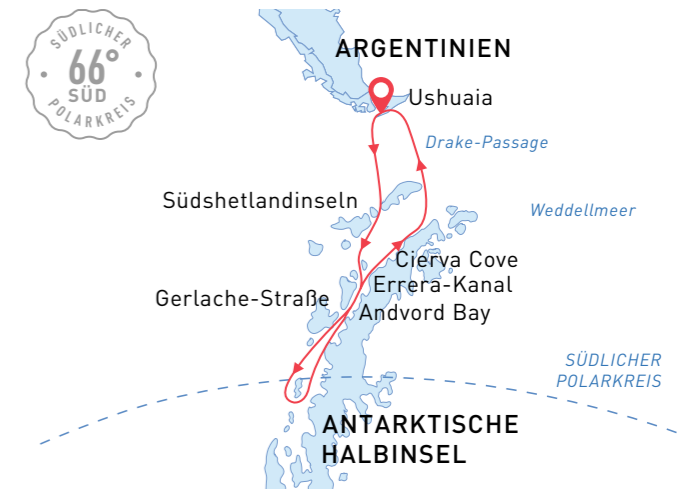 SÜDLICHER
66°
SÜD
POLARKREIS
ARGENTINIEN
Ushuaia
Drake-Passage
Südshetlandinseln
Weddellmeer
Cierva Cove
Errera-Kanal
Gerlache-Straße
Andvord Bay
SÜDLICHER
POLARKREIS
ANTARKTISCHE
HALBINSEL